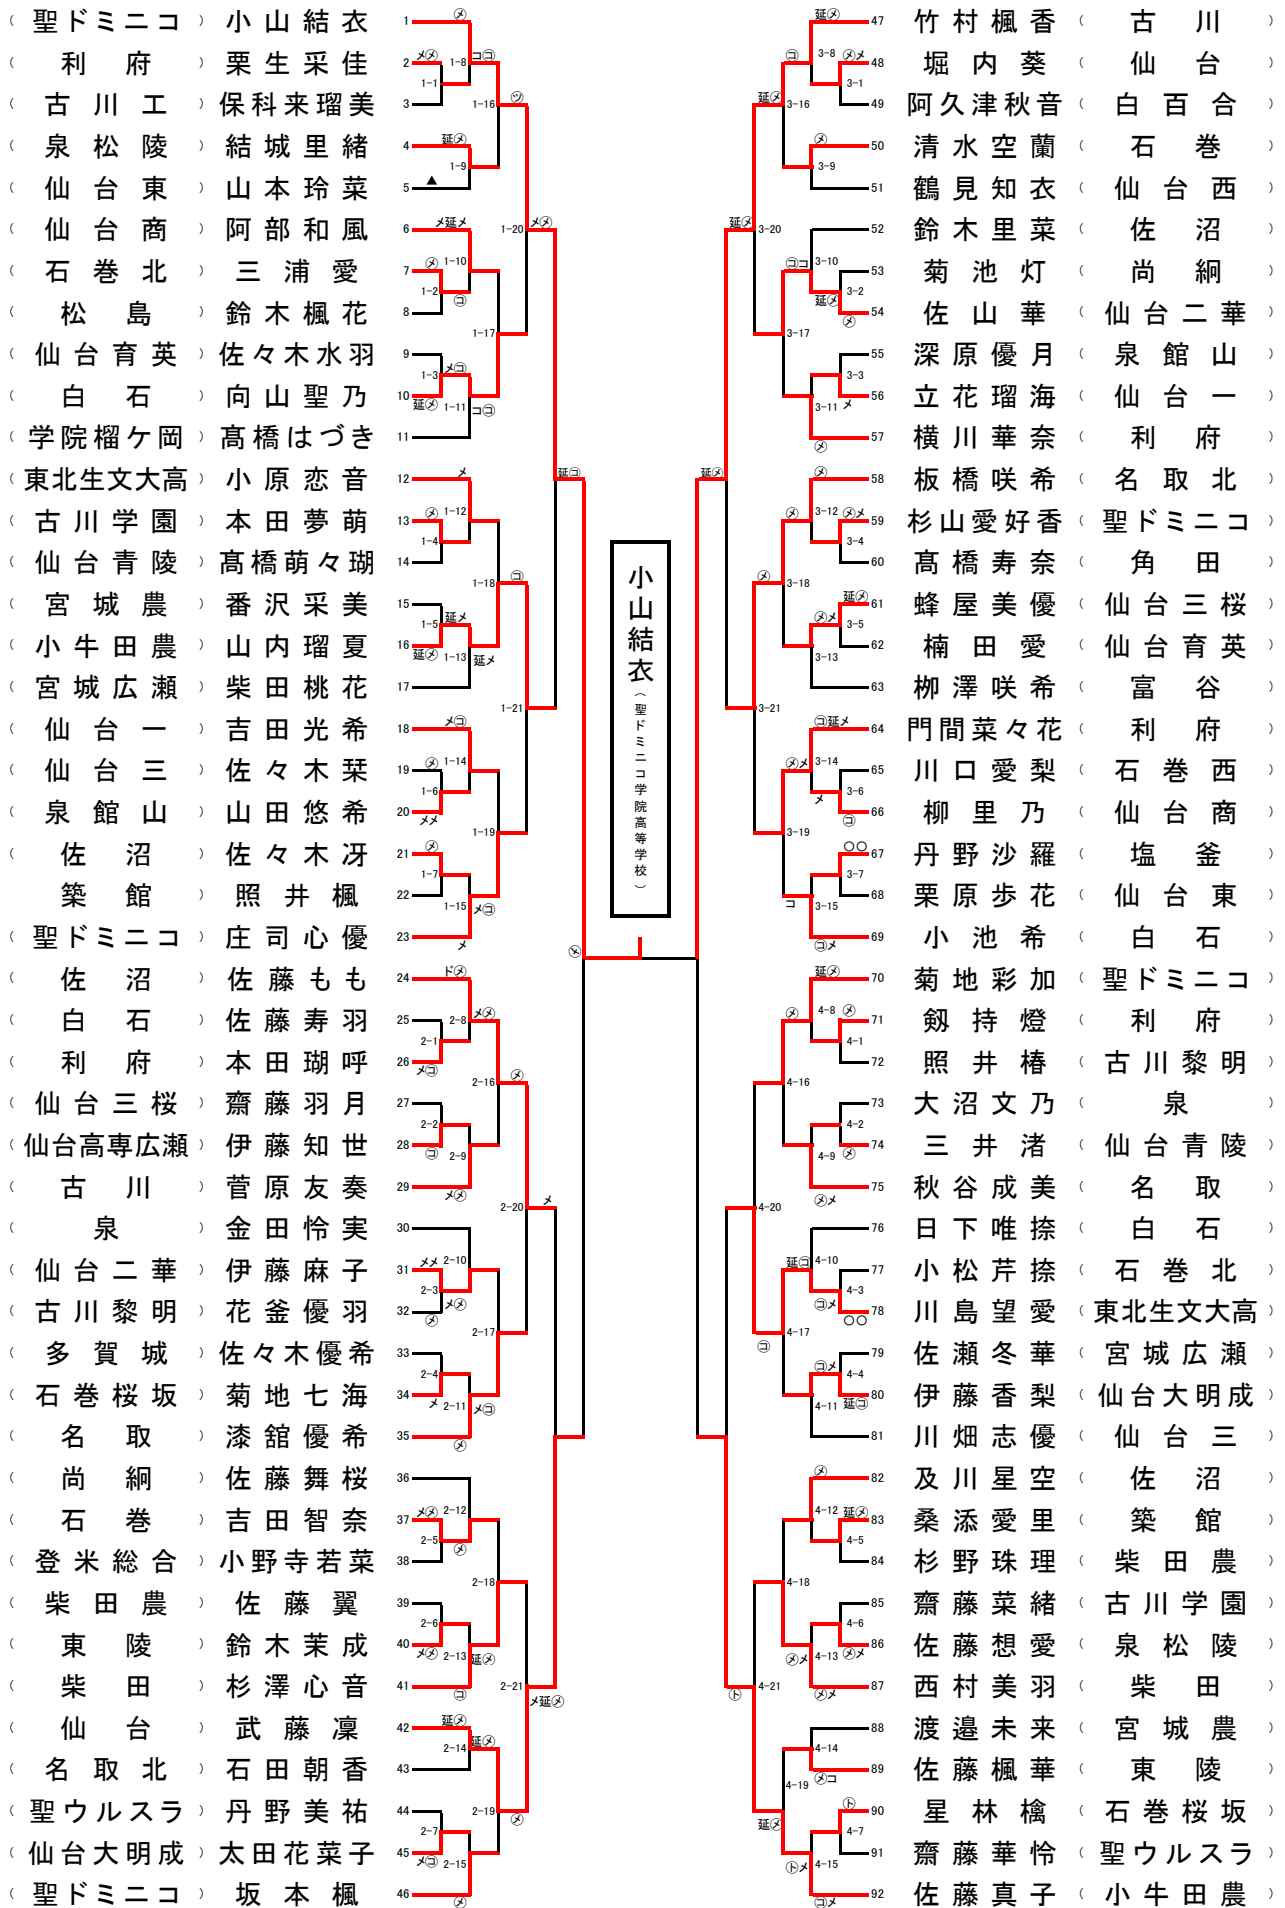 （聖ドミニコ）小山結衣 1
（利府）栗生采佳 2
（古川工）保科来瑠美 3
（泉松陵）結城里緒 4
（仙台東）山本玲菜 5
（仙台商）阿部和風 6
（石巻北）三浦愛 7
（松島）鈴木楓花 8
（仙台育英）佐々木水羽 9
（白石）向山聖乃 10
（学院榴ケ岡）髙橋はづき 11
（東北生文大高）小原恋音 12
（古川学園）本田夢萌 13
（仙台青陵）髙橋萌々瑚 14
（宮城農）番沢采美 15
（小牛田農）山内瑠夏 16
（宮城広瀬）柴田桃花 17
（仙台一）吉田光希 18
（仙台三）佐々木栞 19
（泉館山）山田悠希 20
（佐沼）佐々木冴 21
（築館）照井楓 22
（聖ドミニコ）庄司心優 23
（佐沼）佐藤もも 24
（白石）佐藤寿羽 25
（利府）本田瑚呼 26
（仙台三桜）齋藤羽月 27
（仙台高専広瀬）伊藤知世 28
（古川）菅原友奏 29
（泉）金田怜実 30
（仙台二華）伊藤麻子 31
（古川黎明）花釜優羽 32
（多賀城）佐々木優希 33
（石巻桜坂）菊地七海 34
（名取）漆舘優希 35
（尚絅）佐藤舞桜 36
（石巻）吉田智奈 37
（登米総合）小野寺若菜 38
（柴田農）佐藤翼 39
（東陵）鈴木茉成 40
（柴田）杉澤心音 41
（仙台）武藤凜 42
（名取北）石田朝香 43
（聖ウルスラ）丹野美祐 44
（仙台大明成）太田花菜子 45
（聖ドミニコ）坂本楓 46
小山結衣（聖ドミニコ学院高等学校）
47 竹村楓香（古川）
48 堀内葵（仙台）
49 阿久津秋音（白百合）
50 清水空蘭（石巻）
51 鶴見知衣（仙台西）
52 鈴木里菜（佐沼）
53 菊池灯（尚絅）
54 佐山華（仙台二華）
55 深原優月（泉館山）
56 立花瑠海（仙台一）
57 横川華奈（利府）
58 板橋咲希（名取北）
59 杉山愛好香（聖ドミニコ）
60 髙橋寿奈（角田）
61 蜂屋美優（仙台三桜）
62 楠田愛（仙台育英）
63 栁澤咲希（富谷）
64 門間菜々花（利府）
65 川口愛梨（石巻西）
66 柳里乃（仙台商）
67 丹野沙羅（塩釜）
68 栗原歩花（仙台東）
69 小池希（白石）
70 菊地彩加（聖ドミニコ）
71 剱持燈（利府）
72 照井椿（古川黎明）
73 大沼文乃（泉）
74 三井渚（仙台青陵）
75 秋谷成美（名取）
76 日下唯捺（白石）
77 小松芹捺（石巻北）
78 川島望愛（東北生文大高）
79 佐瀬冬華（宮城広瀬）
80 伊藤香梨（仙台大明成）
81 川畑志優（仙台三）
82 及川星空（佐沼）
83 桑添愛里（築館）
84 杉野珠理（柴田農）
85 齋藤菜緒（古川学園）
86 佐藤想愛（泉松陵）
87 西村美羽（柴田）
88 渡邉未来（宮城農）
89 佐藤楓華（東陵）
90 星林檎（石巻桜坂）
91 齋藤華怜（聖ウルスラ）
92 佐藤真子（小牛田農）